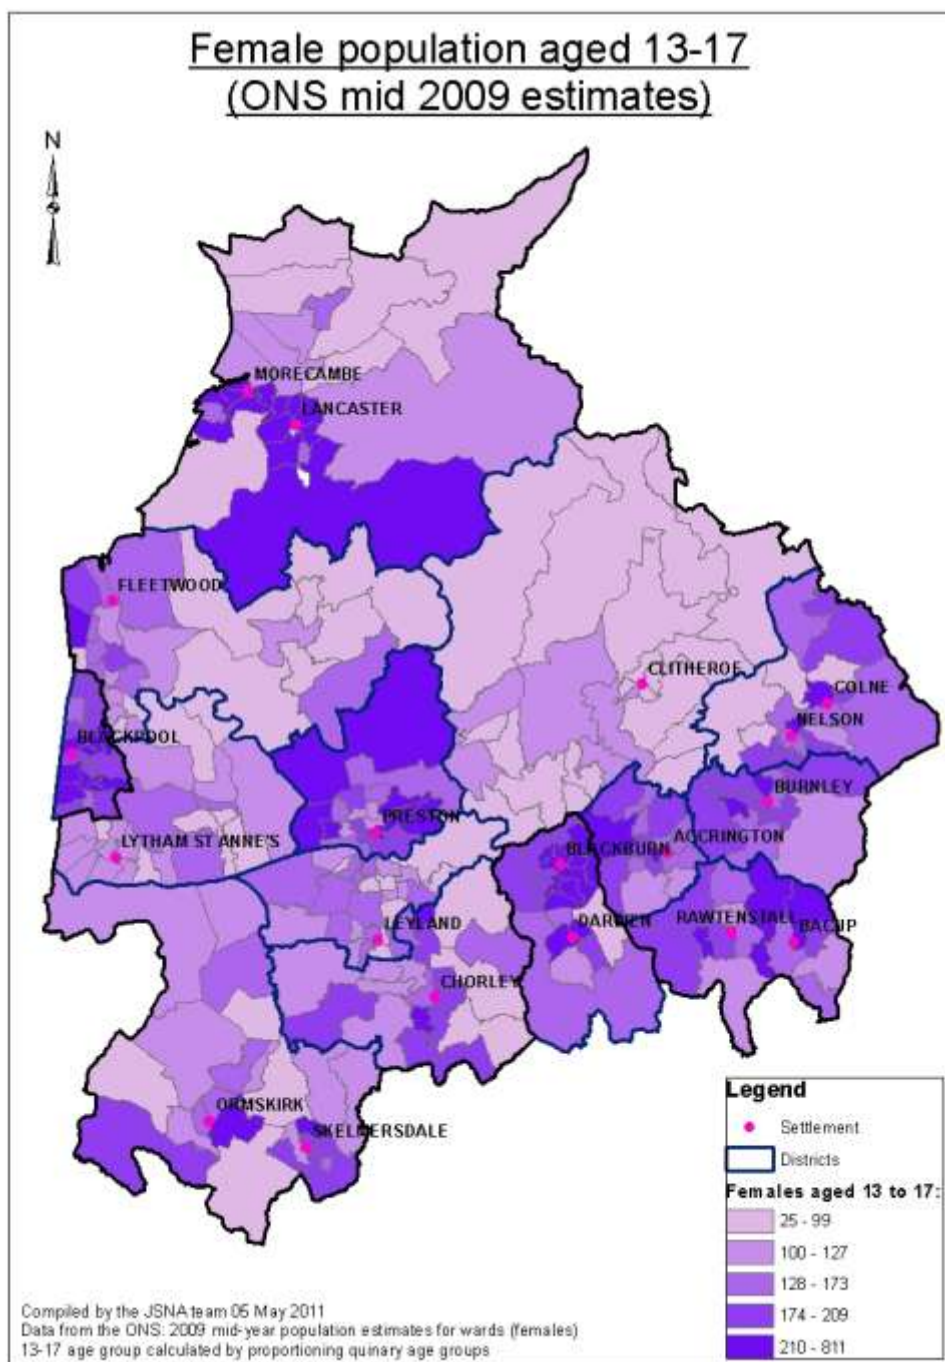 Female population aged 13-17
(ONS mid 2009 estimates)
N
MORECAMBE
LANCASTER
FLEETWOOD
CLITHEROE
COLNE
NELSON
BLACKPOOL
BURNLEY
PRESTON
ACCRINGTON
LYTHAM ST ANNE'S
BLACKBURN
LEYLAND
DARWEN
RAWTENSTALL
BACUP
CHORLEY
ORMSKIRK
SKELMERSDALE
Legend
Settlement
Districts
Females aged 13 to 17:
25 - 99
100 - 127
128 - 173
174 - 209
210 - 811
Compiled by the JSNA team 05 May 2011
Data from the ONS: 2009 mid-year population estimates for wards (females)
13-17 age group calculated by proportioning quinary age groups